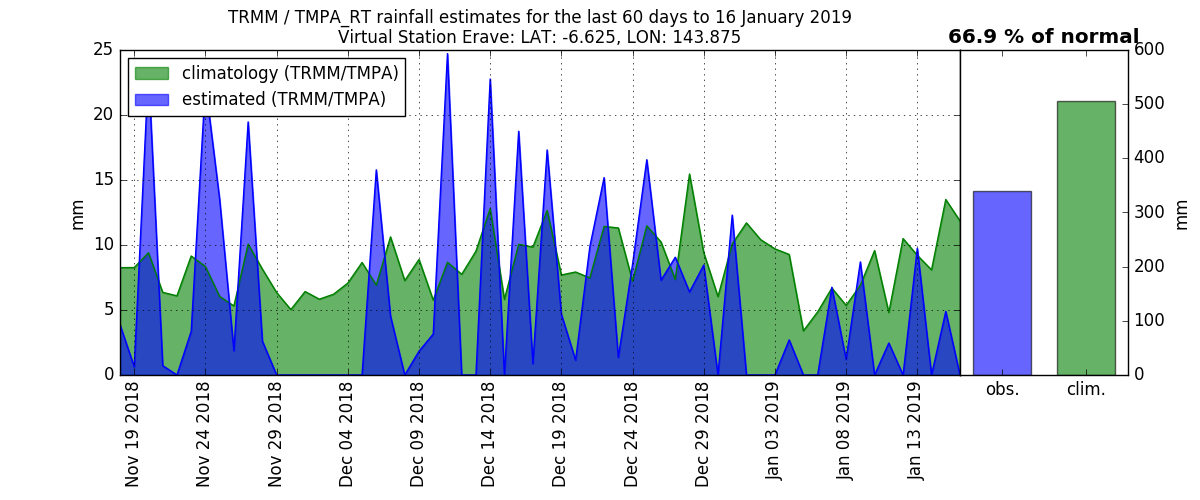 TRMM / TMPA_RT rainfall estimates for the last 60 days to 16 January 2019
Virtual Station Erave: LAT: -6.625, LON: 143.875
66.9 % of normal
climatology (TRMM/TMPA)
estimated (TRMM/TMPA)
25
20
15
10
5
0
mm
Nov 19 2018
Nov 24 2018
Nov 29 2018
Dec 04 2018
Dec 09 2018
Dec 14 2018
Dec 19 2018
Dec 24 2018
Dec 29 2018
Jan 03 2019
Jan 08 2019
Jan 13 2019
obs.
clim.
600
500
400
300
200
100
0
mm